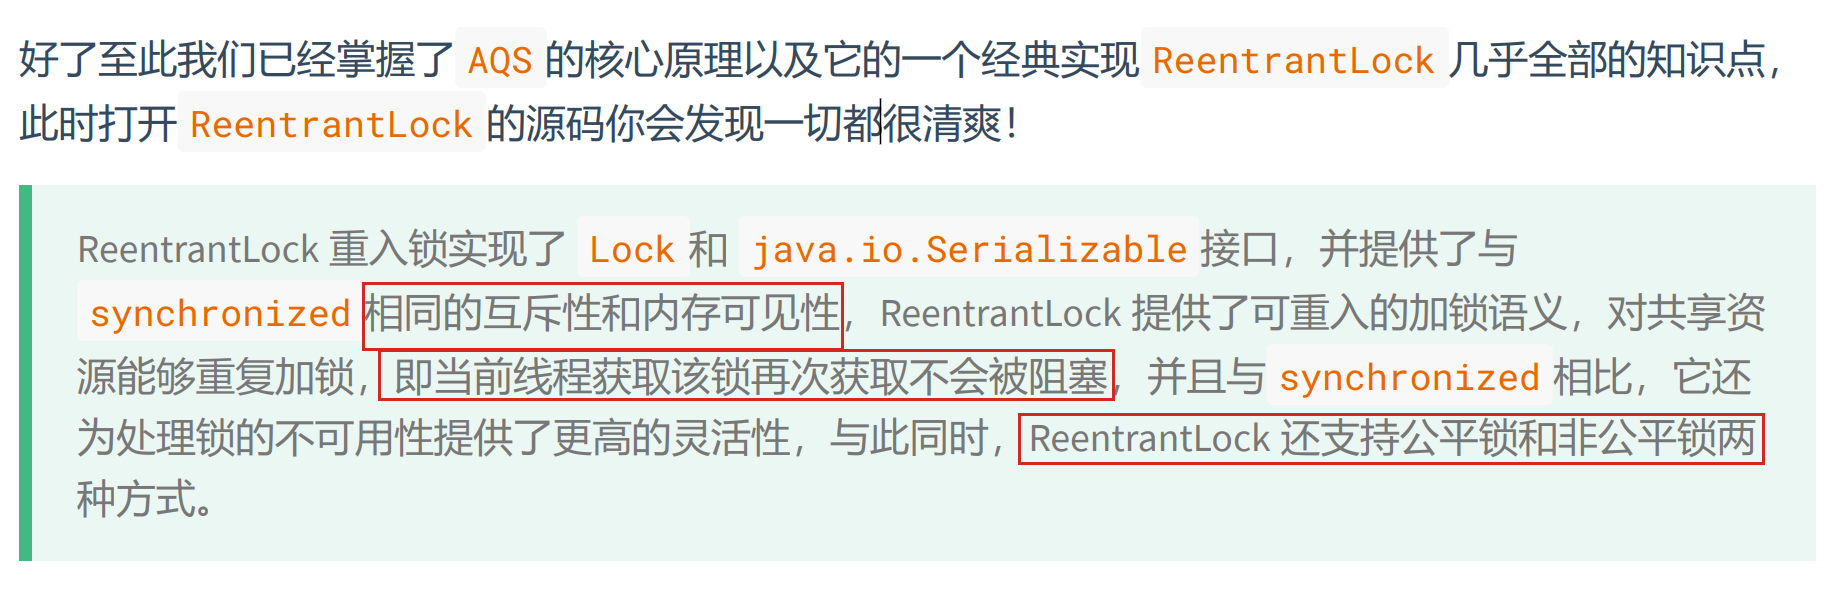 好了至此我们已经掌握了 AQS 的核心原理以及它的一个经典实现 ReentrantLock 几乎全部的知识点，
此时打开 ReentrantLock 的源码你会发现一切都很清爽！
ReentrantLock 重入锁实现了 Lock 和 java.io.Serializable 接口，并提供了与
synchronized 相同的互斥性和内存可见性，ReentrantLock 提供了可重入的加锁语义，对共享资
源能够重复加锁，即当前线程获取该锁再次获取不会被阻塞，并且与 synchronized 相比，它还
为处理锁的不可用性提供了更高的灵活性，与此同时，ReentrantLock 还支持公平锁和非公平锁两
种方式。